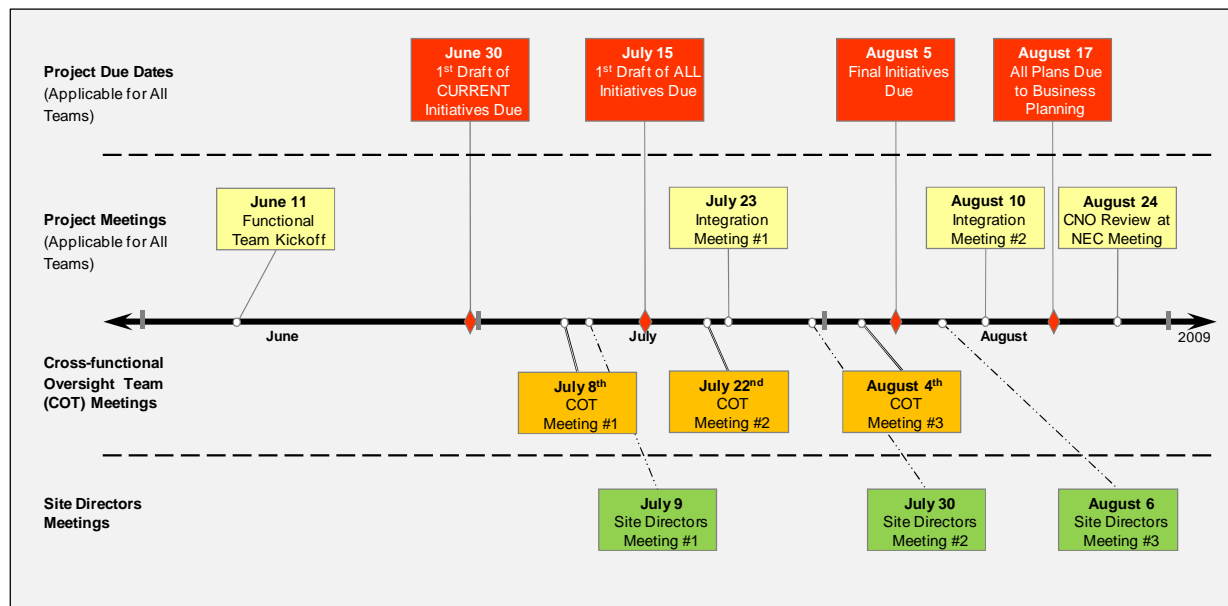 Project Due Dates
(Applicable for All
Teams)
June 30
1st Draft of
CURRENT
Initiatives Due
July 15
1st Draft of ALL
Initiatives Due
August 5
Final Initiatives
Due
August 17
All Plans Due
to Business
Planning
Project Meetings
(Applicable for All
Teams)
June 11
Functional
Team Kickoff
July 23
Integration
Meeting #1
August 10
Integration
Meeting #2
August 24
CNO Review at
NEC Meeting
June
July
August
2009
Cross-functional
Oversight Team
(COT) Meetings
July 8th
COT
Meeting #1
July 22nd
COT
Meeting #2
August 4th
COT
Meeting #3
Site Directors
Meetings
July 9
Site Directors
Meeting #1
July 30
Site Directors
Meeting #2
August 6
Site Directors
Meeting #3